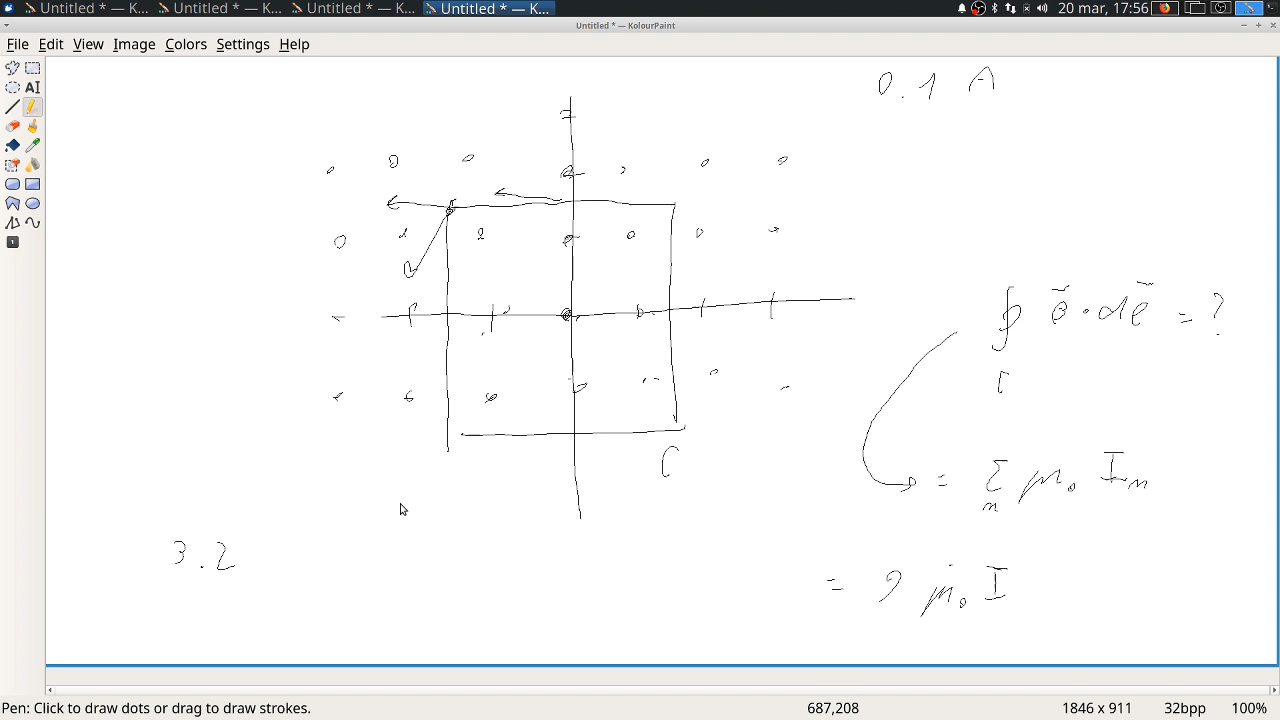 Untitled * — K... Untitled * — K... Untitled * — K... Untitled * — K... 20 mar, 17:56
Untitled * — KolourPaint
File Edit View Image Colors Settings Help
0.1 A
= ?
C
= Σ μ₀ Iₙ
n
3.2
= 9 μ₀ I
Pen: Click to draw dots or drag to draw strokes. 687,208 1846 x 911 32bpp 100%